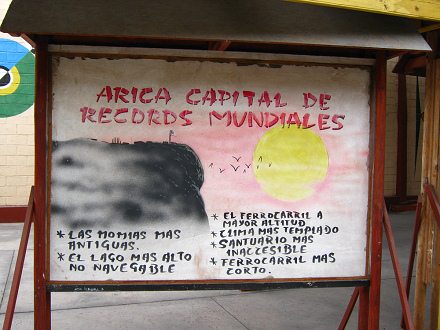 ARICA CAPITAL DE
RECORDS MUNDIALES
* LAS MOMIAS MAS
ANTIGUAS.
* EL LAGO MAS ALTO
NO NAVEGABLE
* EL FERROCARRIL A
MAYOR ALTITUD
* CLIMA MAS TEMPLADO
* SANTUARIO MAS
INACCESIBLE
* FERROCARRIL MAS
CORTO.